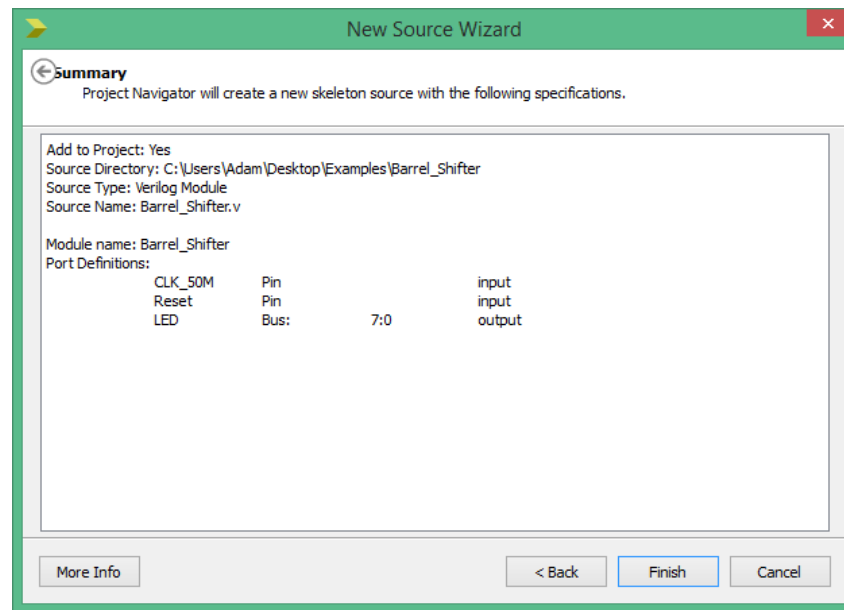 New Source Wizard
Summary
Project Navigator will create a new skeleton source with the following specifications.
Add to Project: Yes
Source Directory: C:\Users\Adam\Desktop\Examples\Barrel_Shifter
Source Type: Verilog Module
Source Name: Barrel_Shifter.v
Module name: Barrel_Shifter
Port Definitions:
CLK_50M Pin input
Reset Pin input
LED Bus: 7:0 output
More Info < Back Finish Cancel